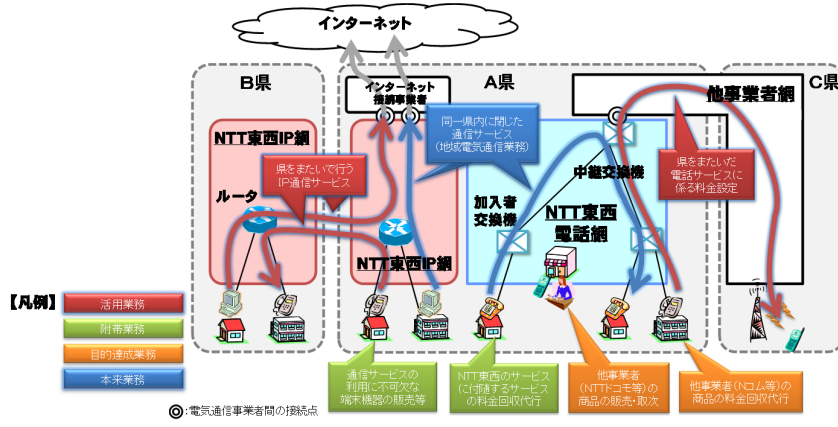 インターネット
B県
A県
C県
インターネット
接続事業者
他事業者網
同一県内に閉じた
通信サービス
(地域電気通信業務)
NTT東西IP網
県をまたいで行う
IP通信サービス
中継交換機
県をまたいだ
電話サービスに
係る料金設定
ルータ
加入者
交換機
NTT東西
電話網
NTT東西IP網
【凡例】
活用業務
附帯業務
目的達成業務
本来業務
通信サービスの
利用に不可欠な
端末機器の販売等
NTT東西のサービス
に付随するサービス
の料金回収代行
他事業者
(NTTドコモ等)の
商品の販売・取次
他事業者(Nコム等)の
商品の料金回収代行
◎:電気通信事業者間の接続点